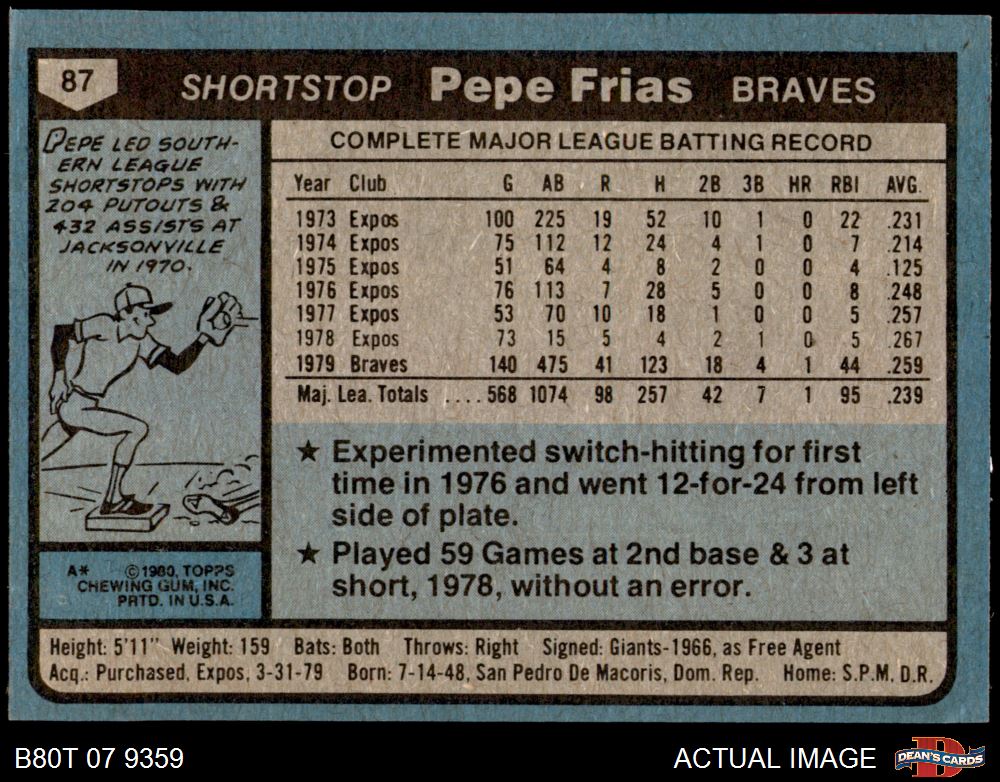 87 SHORTSTOP Pepe Frias BRAVES
PEPE LED SOUTH-
ERN LEAGUE
SHORTSTOPS WITH
204 PUTOUTS &
432 ASSISTS AT
JACKSONVILLE
IN 1970.
A* © 1980, TOPPS
CHEWING GUM, INC.
PRTD. IN U.S.A.
COMPLETE MAJOR LEAGUE BATTING RECORD
Year Club G AB R H 2B 3B HR RBI AVG.
1973 Expos 100 225 19 52 10 1 0 22 .231
1974 Expos 75 112 12 24 4 1 0 7 .214
1975 Expos 51 64 4 8 2 0 0 4 .125
1976 Expos 76 113 7 28 5 0 0 8 .248
1977 Expos 53 70 10 18 1 0 0 5 .257
1978 Expos 73 15 5 4 2 1 0 5 .267
1979 Braves 140 475 41 123 18 4 1 44 .259
Maj. Lea. Totals .... 568 1074 98 257 42 7 1 95 .239
★ Experimented switch-hitting for first
time in 1976 and went 12-for-24 from left
side of plate.
★ Played 59 Games at 2nd base & 3 at
short, 1978, without an error.
Height: 5'11" Weight: 159 Bats: Both Throws: Right Signed: Giants-1966, as Free Agent
Acq.: Purchased, Expos, 3-31-79 Born: 7-14-48, San Pedro De Macoris, Dom. Rep. Home: S.P.M. D.R.
B80T 07 9359 ACTUAL IMAGE D DEAN'S CARDS